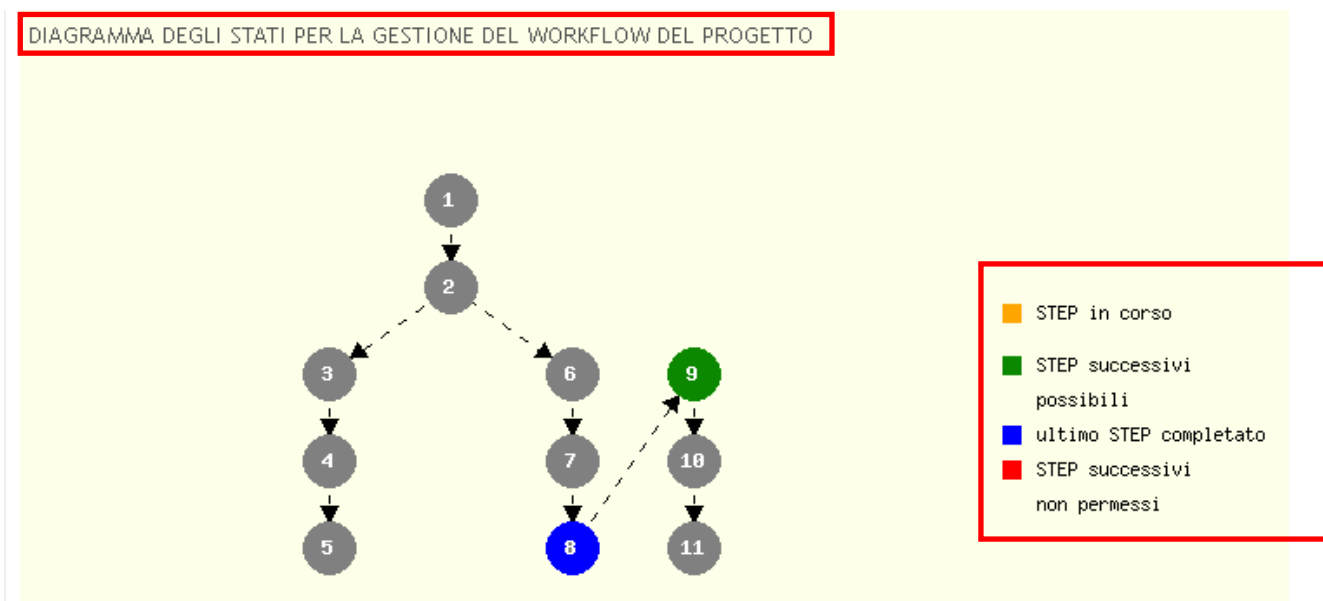 DIAGRAMMA DEGLI STATI PER LA GESTIONE DEL WORKFLOW DEL PROGETTO
1
2
3
6
9
4
7
10
5
8
11
STEP in corso
STEP successivi
possibili
ultimo STEP completato
STEP successivi
non permessi